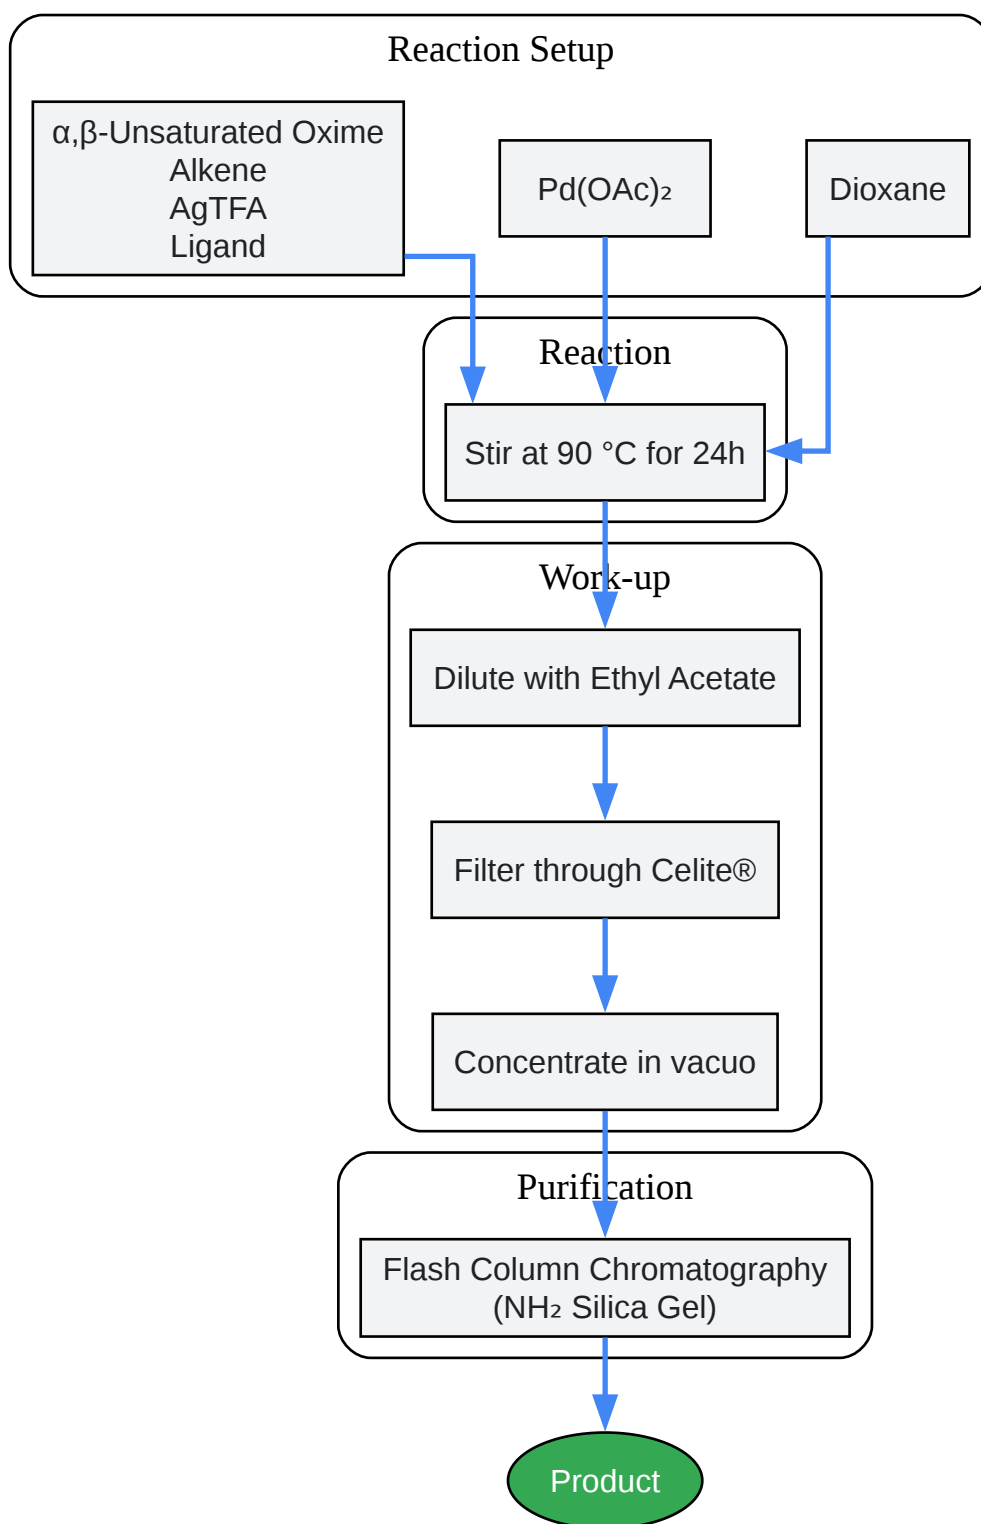 Reaction Setup
α,β-Unsaturated Oxime
Alkene
AgTFA
Ligand
Pd(OAc)₂
Dioxane
Reaction
Stir at 90 °C for 24h
Work-up
Dilute with Ethyl Acetate
Filter through Celite®
Concentrate in vacuo
Purification
Flash Column Chromatography
(NH₂ Silica Gel)
Product